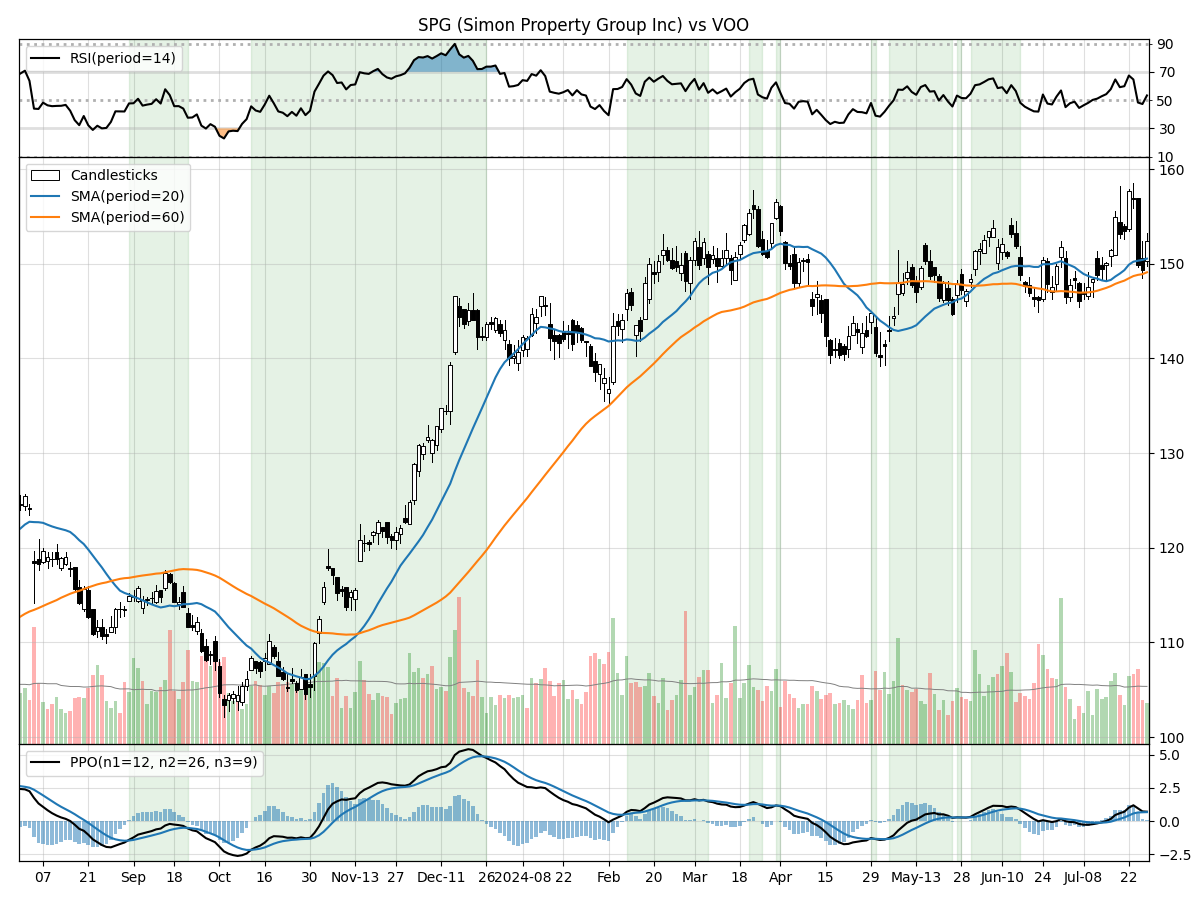 SPG (Simon Property Group Inc) vs VOO
RSI(period=14)
90
70
50
30
10
Candlesticks
SMA(period=20)
SMA(period=60)
160
150
140
130
120
110
100
PPO(n1=12, n2=26, n3=9)
5.0
2.5
0.0
−2.5
07 21 Sep 18 Oct 16 30 Nov-13 27 Dec-11 26 2024-08 22 Feb 20 Mar 18 Apr 15 29 May-13 28 Jun-10 24 Jul-08 22